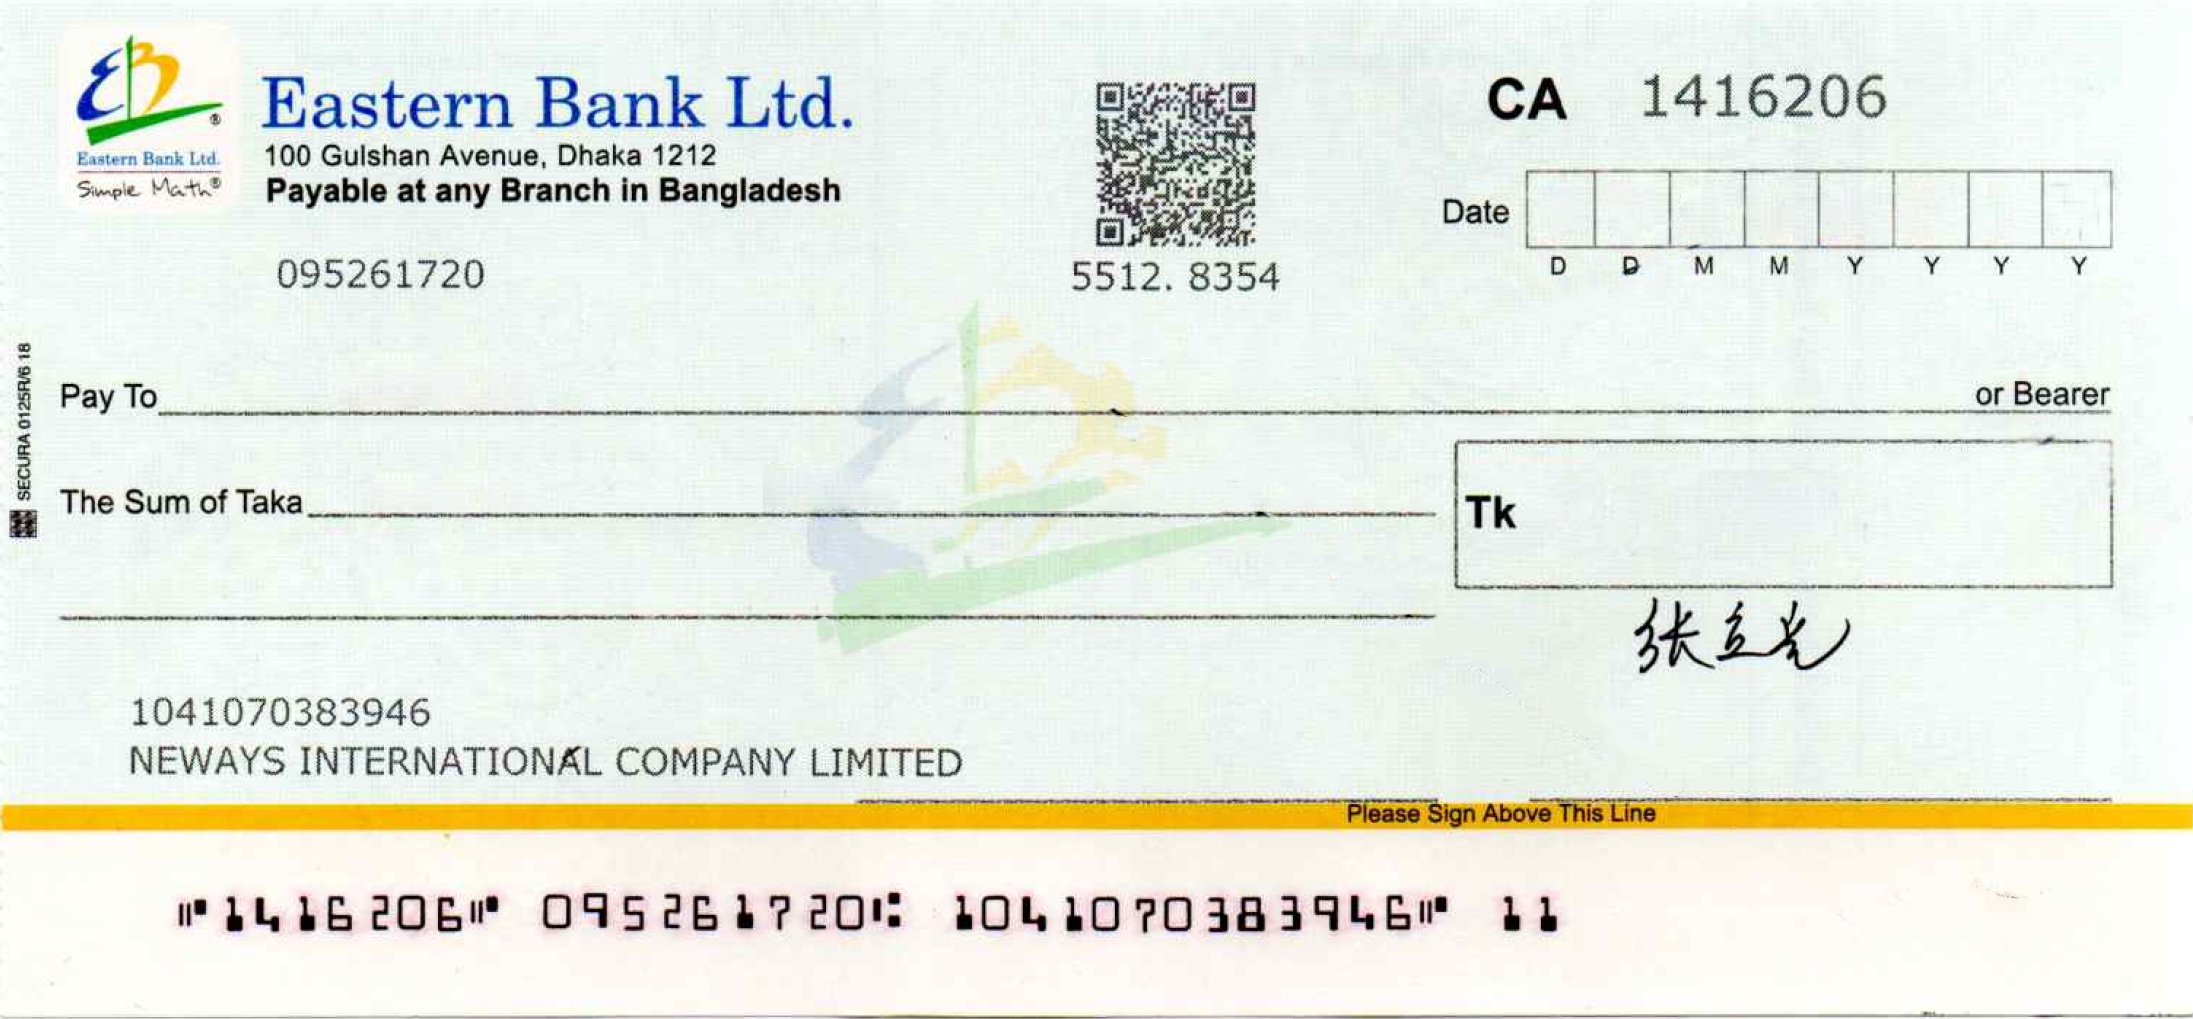 Eastern Bank Ltd.
Simple Math®
Eastern Bank Ltd.
100 Gulshan Avenue, Dhaka 1212
Payable at any Branch in Bangladesh
095261720
5512. 8354
CA 1416206
Date
D D M M Y Y Y Y
SECURA 0125R/6 18
Pay To
or Bearer
The Sum of Taka
Tk
张立光
1041070383946
NEWAYS INTERNATIONAL COMPANY LIMITED
Please Sign Above This Line
⑈1416206⑈ 095261720⑆ 1041070383946⑈ 11